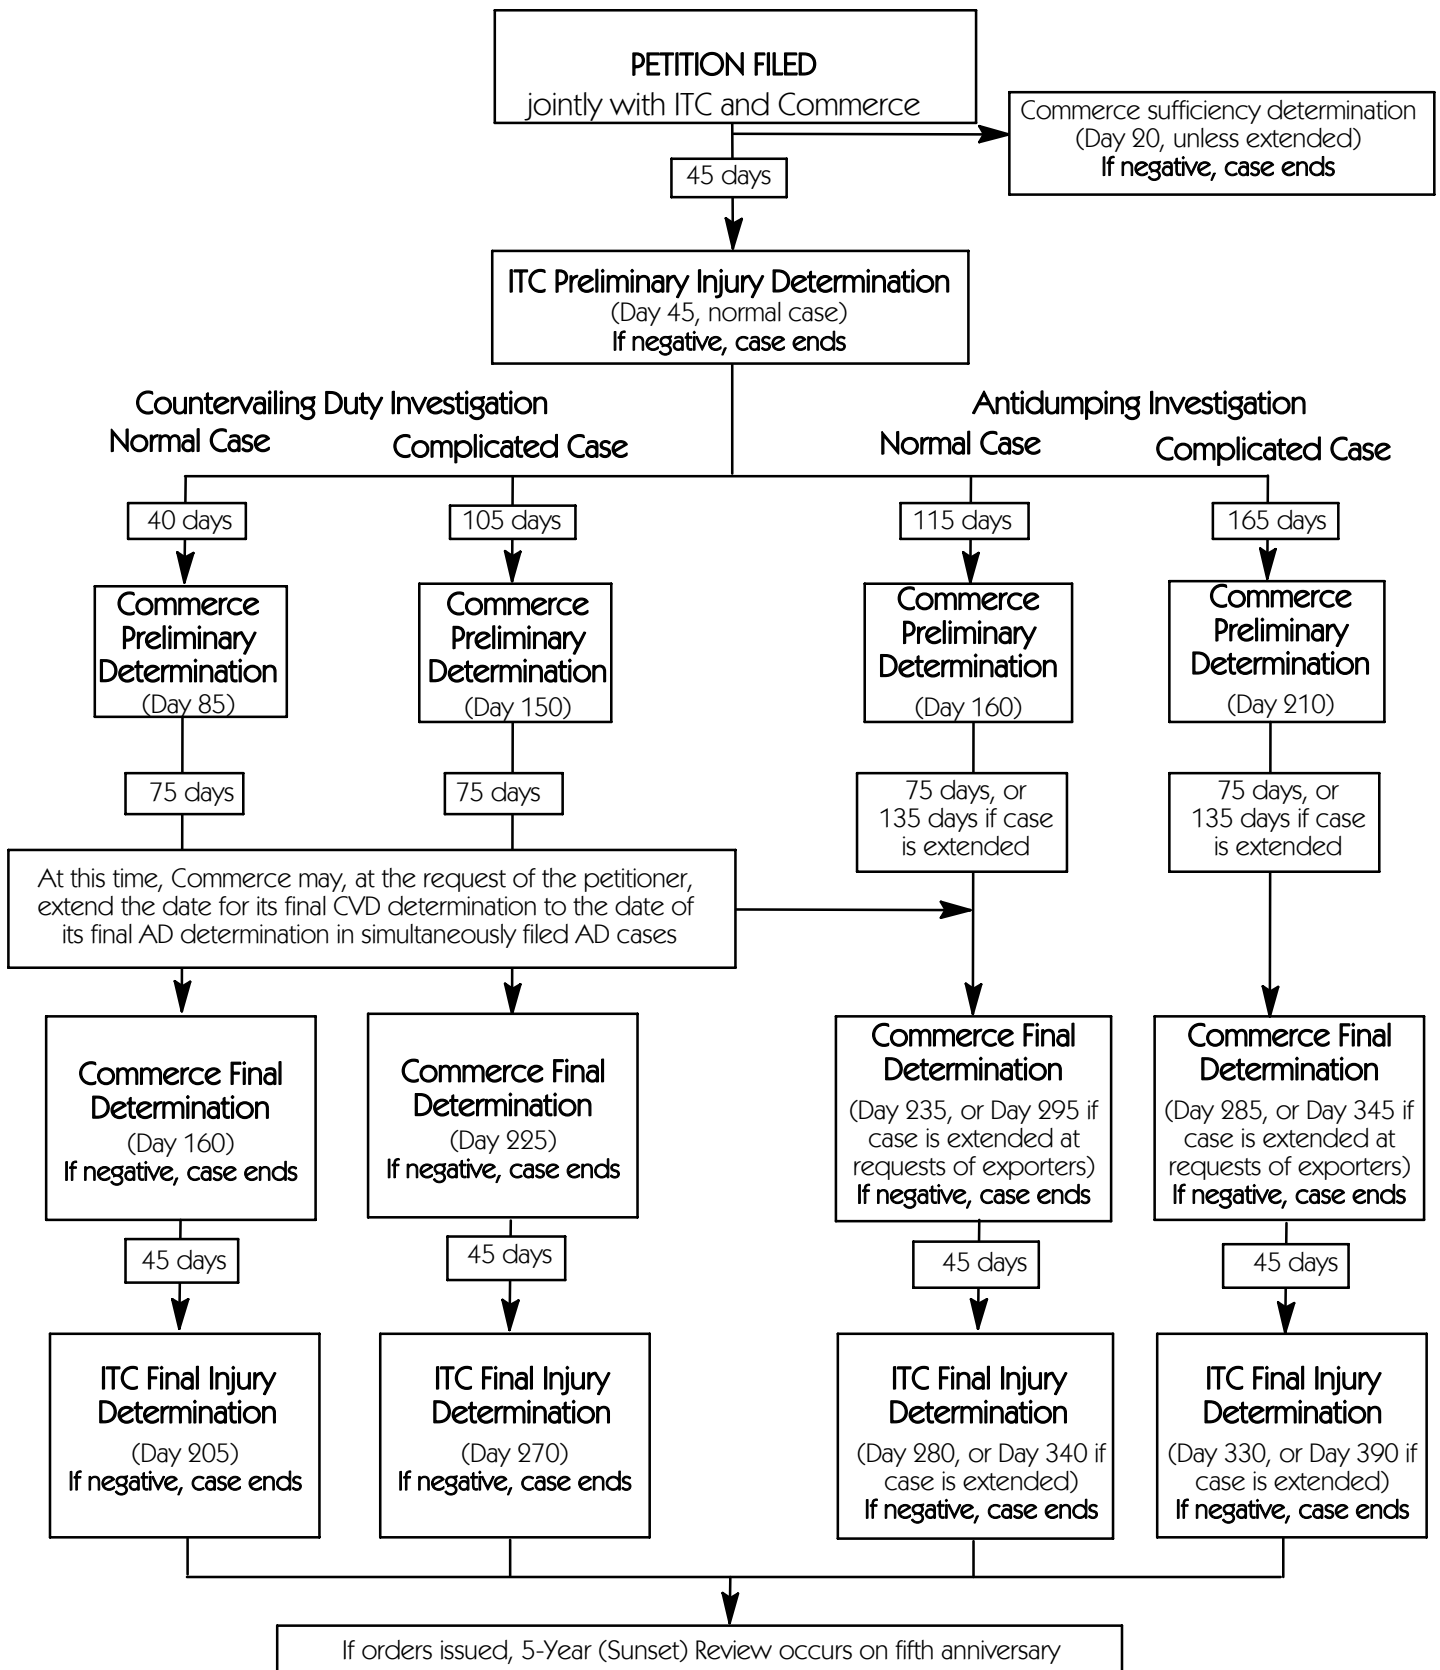 PETITION FILED
jointly with ITC and Commerce
Commerce sufficiency determination
(Day 20, unless extended)
If negative, case ends
45 days
ITC Preliminary Injury Determination
(Day 45, normal case)
If negative, case ends
Countervailing Duty Investigation
Normal Case
Complicated Case
Antidumping Investigation
Normal Case
Complicated Case
40 days
105 days
115 days
165 days
Commerce
Preliminary
Determination
(Day 85)
Commerce
Preliminary
Determination
(Day 150)
Commerce
Preliminary
Determination
(Day 160)
Commerce
Preliminary
Determination
(Day 210)
75 days
75 days
75 days, or
135 days if case
is extended
75 days, or
135 days if case
is extended
At this time, Commerce may, at the request of the petitioner,
extend the date for its final CVD determination to the date of
its final AD determination in simultaneously filed AD cases
Commerce Final
Determination
(Day 160)
If negative, case ends
Commerce Final
Determination
(Day 225)
If negative, case ends
Commerce Final
Determination
(Day 235, or Day 295 if
case is extended at
requests of exporters)
If negative, case ends
Commerce Final
Determination
(Day 285, or Day 345 if
case is extended at
requests of exporters)
If negative, case ends
45 days
45 days
45 days
45 days
ITC Final Injury
Determination
(Day 205)
If negative, case ends
ITC Final Injury
Determination
(Day 270)
If negative, case ends
ITC Final Injury
Determination
(Day 280, or Day 340 if
case is extended)
If negative, case ends
ITC Final Injury
Determination
(Day 330, or Day 390 if
case is extended)
If negative, case ends
If orders issued, 5-Year (Sunset) Review occurs on fifth anniversary